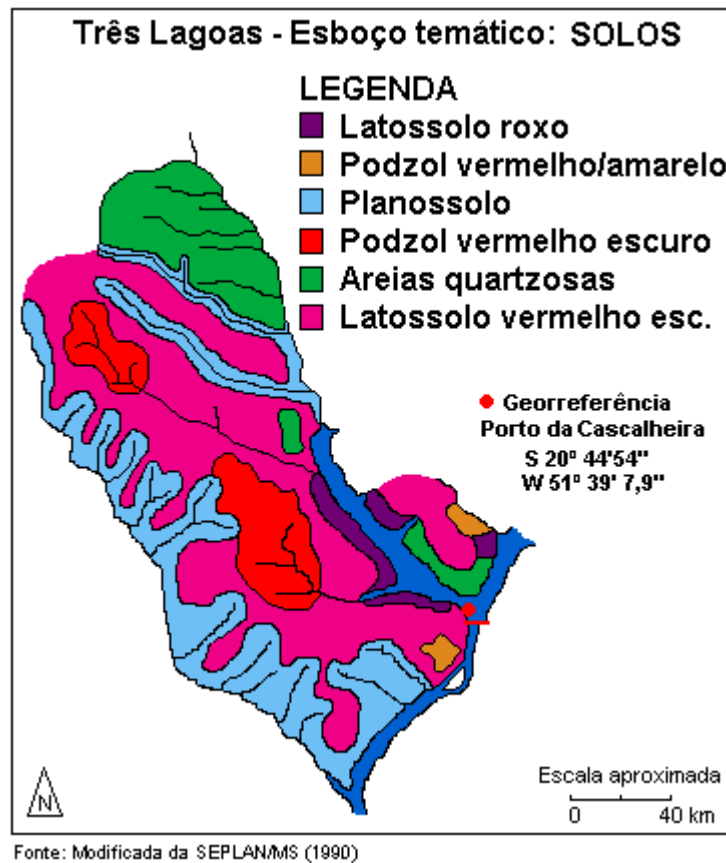 Três Lagoas - Esboço temático: SOLOS
LEGENDA
Latossolo roxo
Podzol vermelho/amarelo
Planossolo
Podzol vermelho escuro
Areias quartzosas
Latossolo vermelho esc.
Georreferência
Porto da Cascalheira
S 20º 44'54"
W 51º 39' 7,9"
N
Escala aproximada
0 40 km
Fonte: Modificada da SEPLAN/MS (1990)